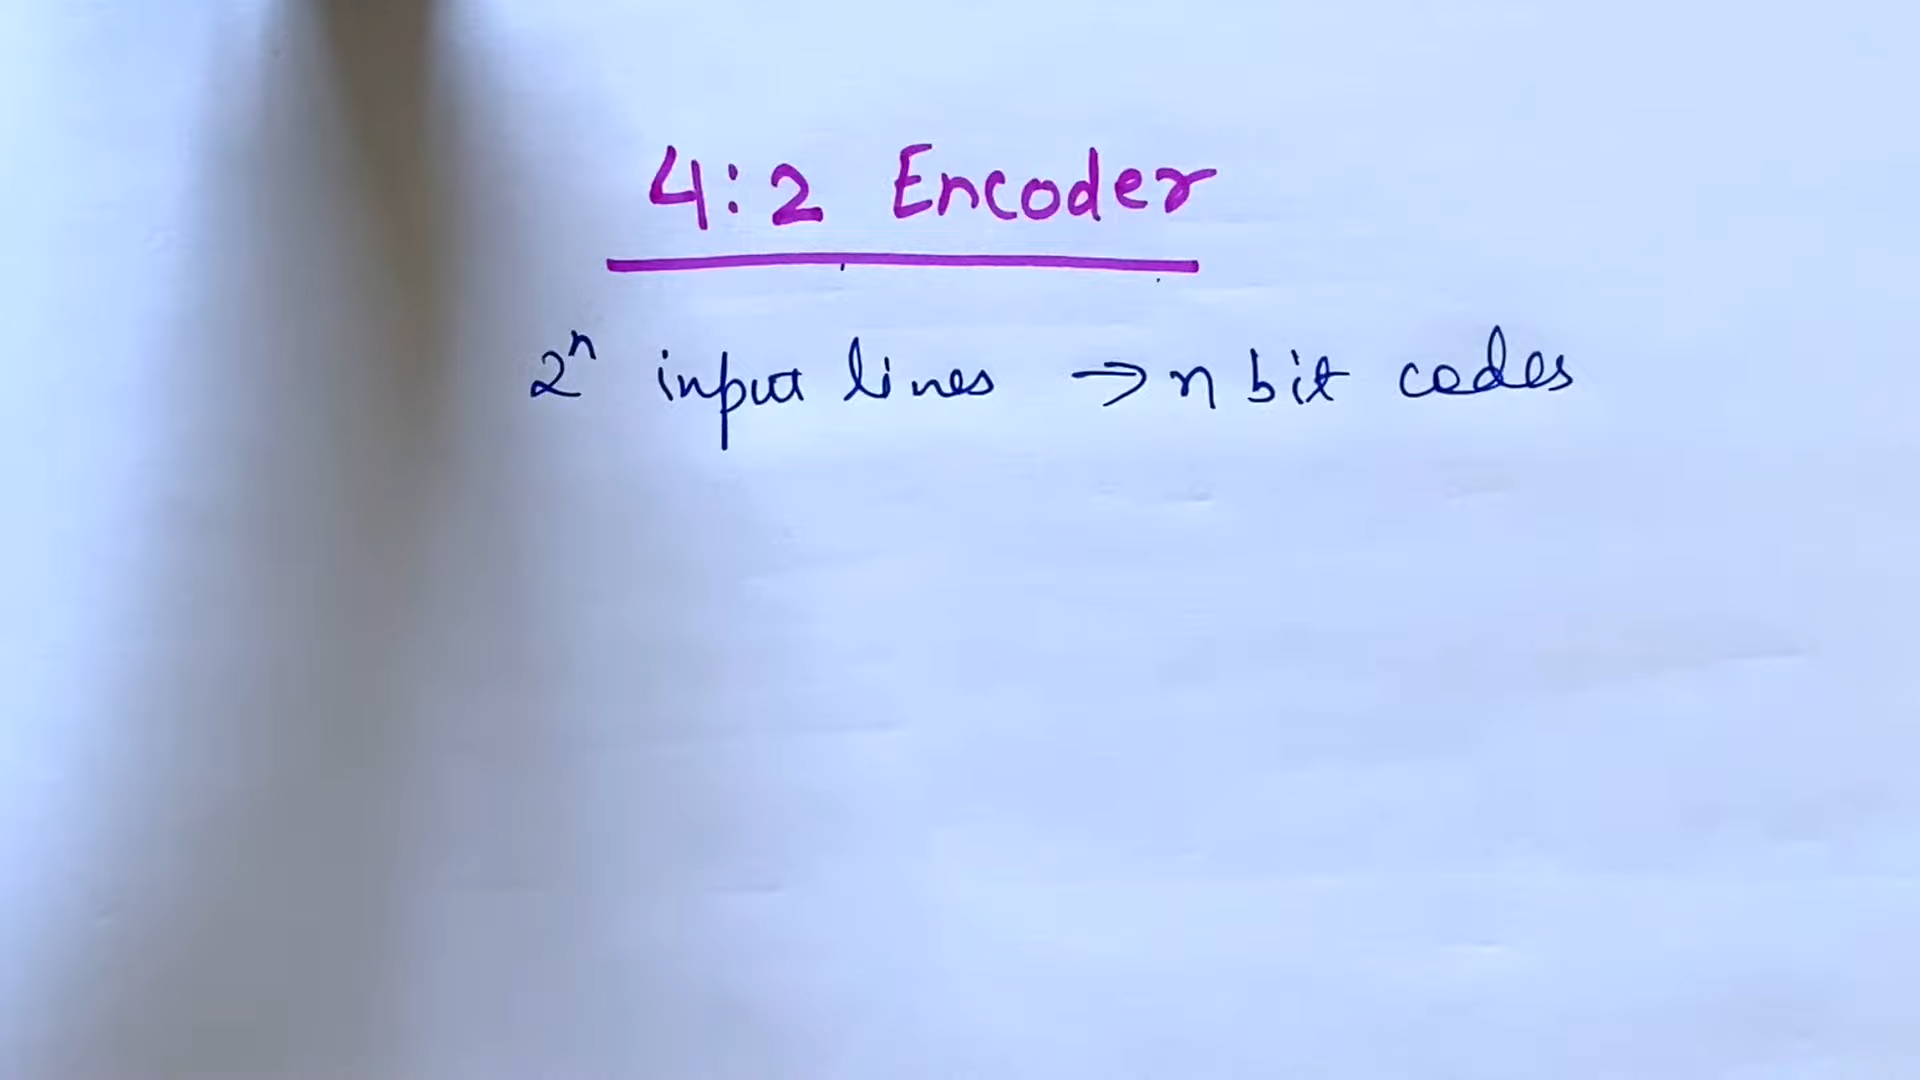 4:2 Encoder
2ⁿ input lines → n bit codes